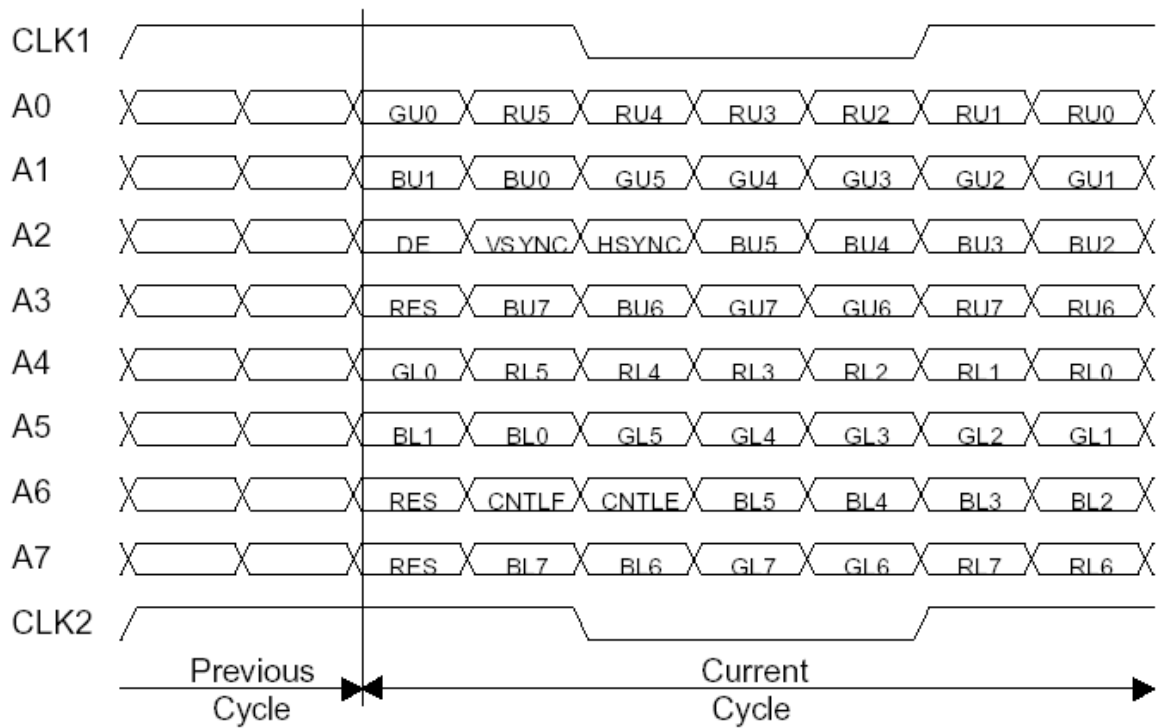 CLK1
A0 GU0 RU5 RU4 RU3 RU2 RU1 RU0
A1 BU1 BU0 GU5 GU4 GU3 GU2 GU1
A2 DE VSYNC HSYNC BU5 BU4 BU3 BU2
A3 RES BU7 BU6 GU7 GU6 RU7 RU6
A4 GL0 RL5 RL4 RL3 RL2 RL1 RL0
A5 BL1 BL0 GL5 GL4 GL3 GL2 GL1
A6 RES CNTLF CNTLE BL5 BL4 BL3 BL2
A7 RES BL7 BL6 GL7 GL6 RL7 RL6
CLK2
Previous Current
Cycle Cycle